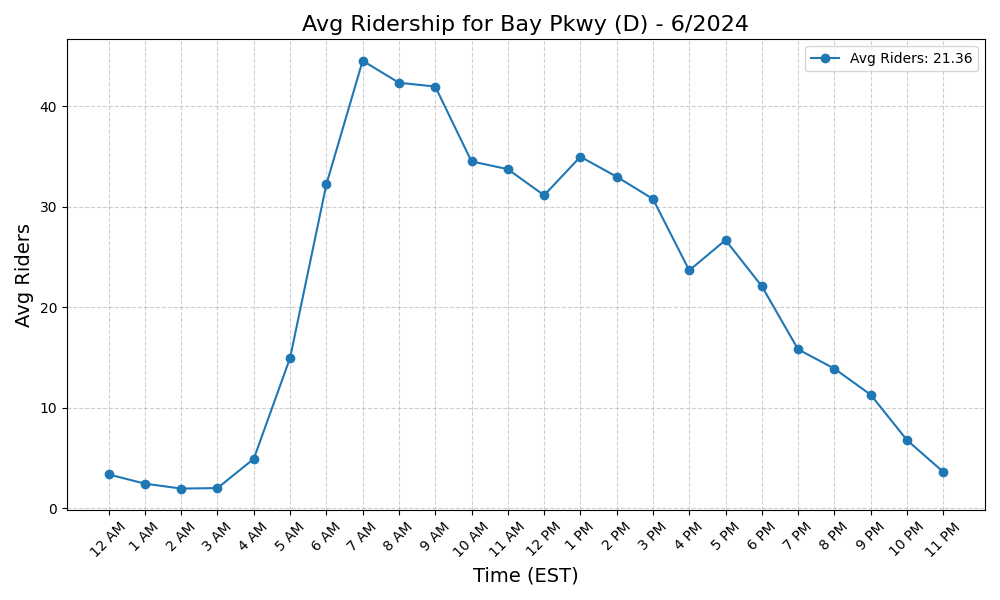 Avg Ridership for Bay Pkwy (D) - 6/2024
Avg Riders: 21.36
Avg Riders
40
30
20
10
0
12 AM
1 AM
2 AM
3 AM
4 AM
5 AM
6 AM
7 AM
8 AM
9 AM
10 AM
11 AM
12 PM
1 PM
2 PM
3 PM
4 PM
5 PM
6 PM
7 PM
8 PM
9 PM
10 PM
11 PM
Time (EST)